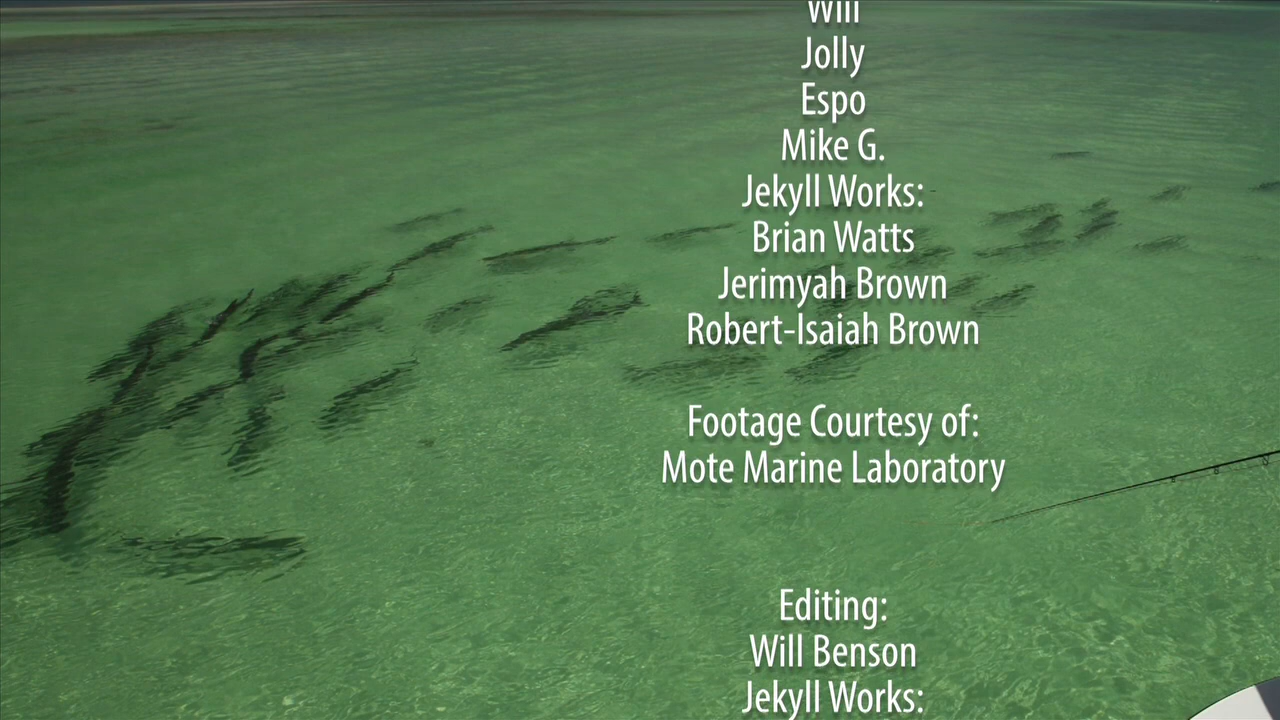 Will
Jolly
Espo
Mike G.
Jekyll Works:
Brian Watts
Jerimyah Brown
Robert-Isaiah Brown
Footage Courtesy of:
Mote Marine Laboratory
Editing:
Will Benson
Jekyll Works: